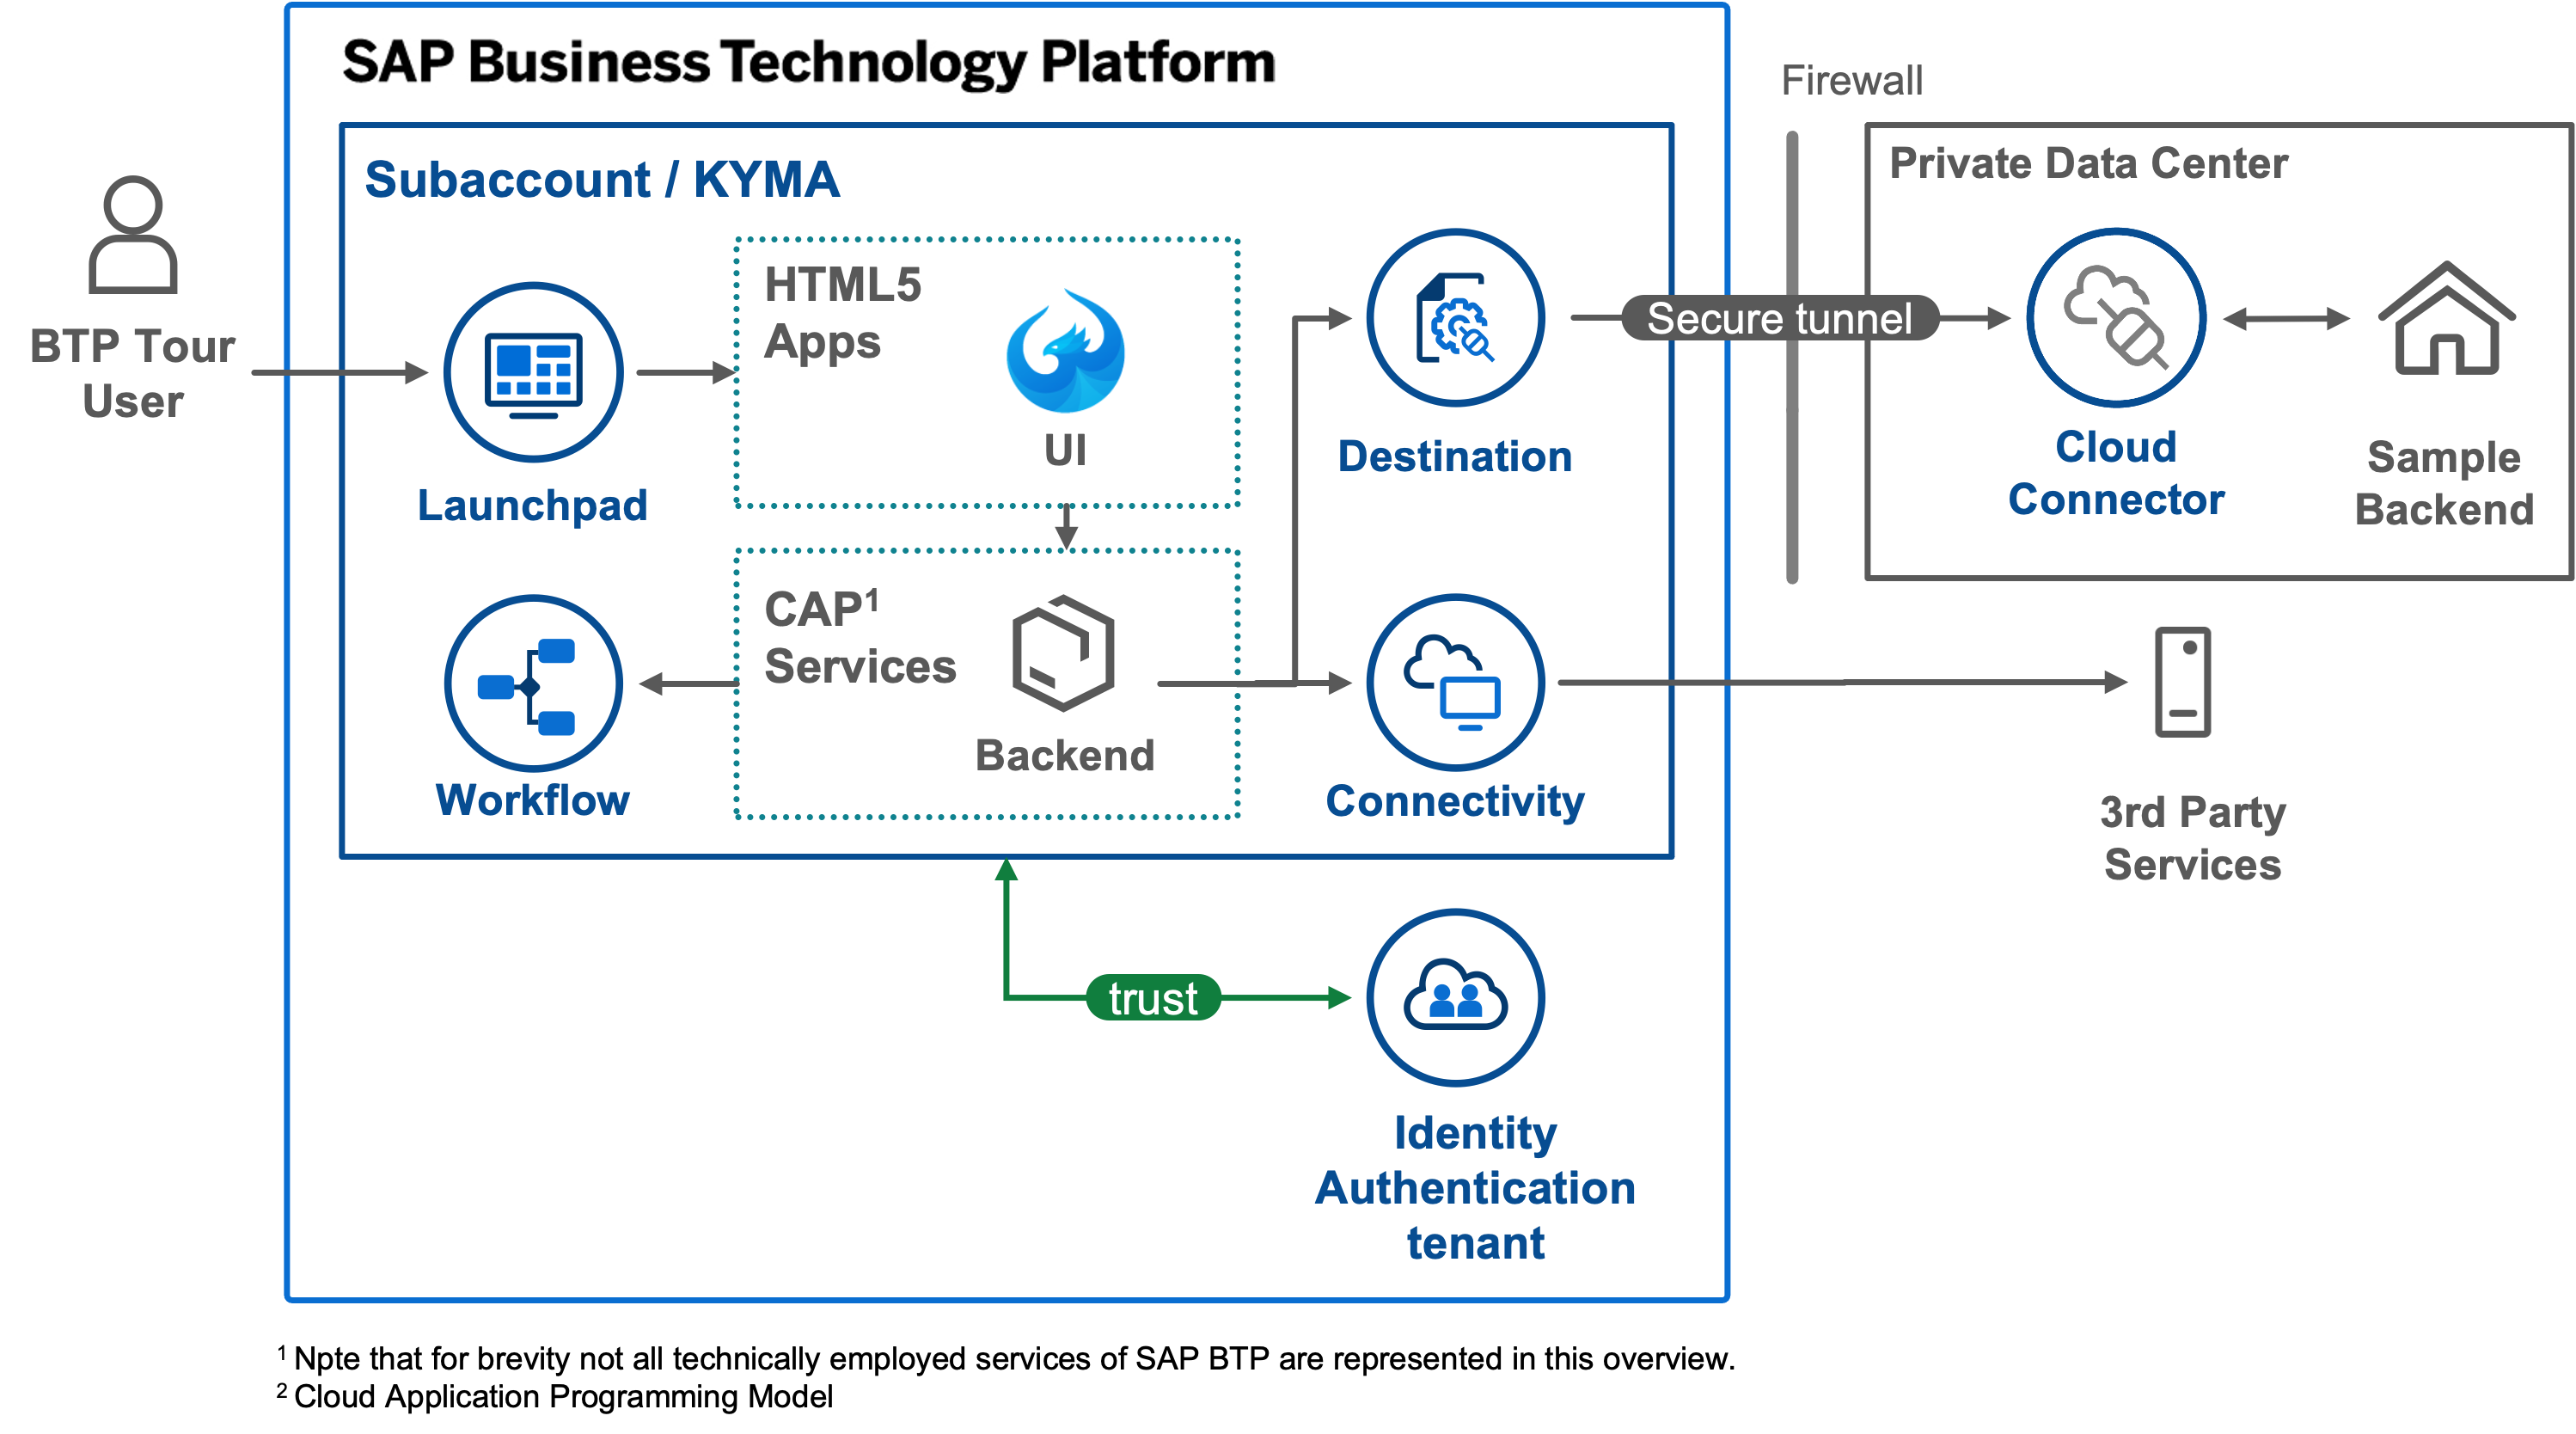 SAP Business Technology Platform
Firewall
Subaccount / KYMA
Private Data Center
BTP Tour
User
Launchpad
HTML5
Apps
UI
Destination
Secure tunnel
Cloud
Connector
Sample
Backend
Workflow
CAP¹
Services
Backend
Connectivity
3rd Party
Services
trust
Identity
Authentication
tenant
¹ Npte that for brevity not all technically employed services of SAP BTP are represented in this overview.
² Cloud Application Programming Model